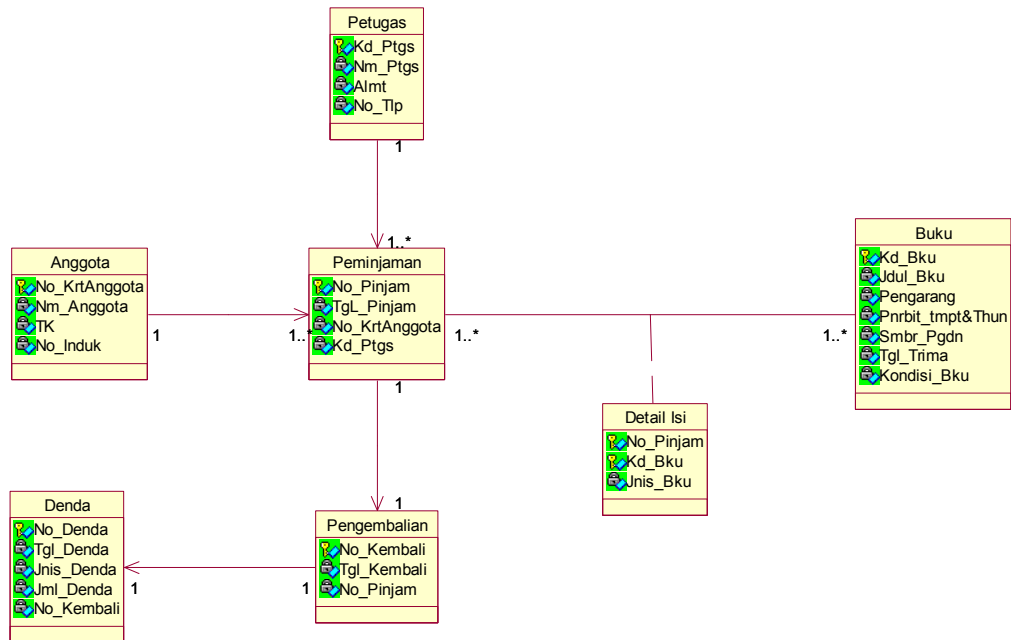 Petugas
Kd_Ptgs
Nm_Ptgs
Almt
No_Tlp
1
1..*
Anggota
No_KrtAnggota
Nm_Anggota
TK
No_Induk
1
1..*
Peminjaman
No_Pinjam
TgL_Pinjam
No_KrtAnggota
Kd_Ptgs
1..*
1..*
1
Buku
Kd_Bku
Jdul_Bku
Pengarang
Pnrbit_tmpt&Thun
Smbr_Pgdn
Tgl_Trima
Kondisi_Bku
Detail Isi
No_Pinjam
Kd_Bku
Jnis_Bku
1
Pengembalian
No_Kembali
Tgl_Kembali
No_Pinjam
1
1
Denda
No_Denda
Tgl_Denda
Jnis_Denda
Jml_Denda
No_Kembali